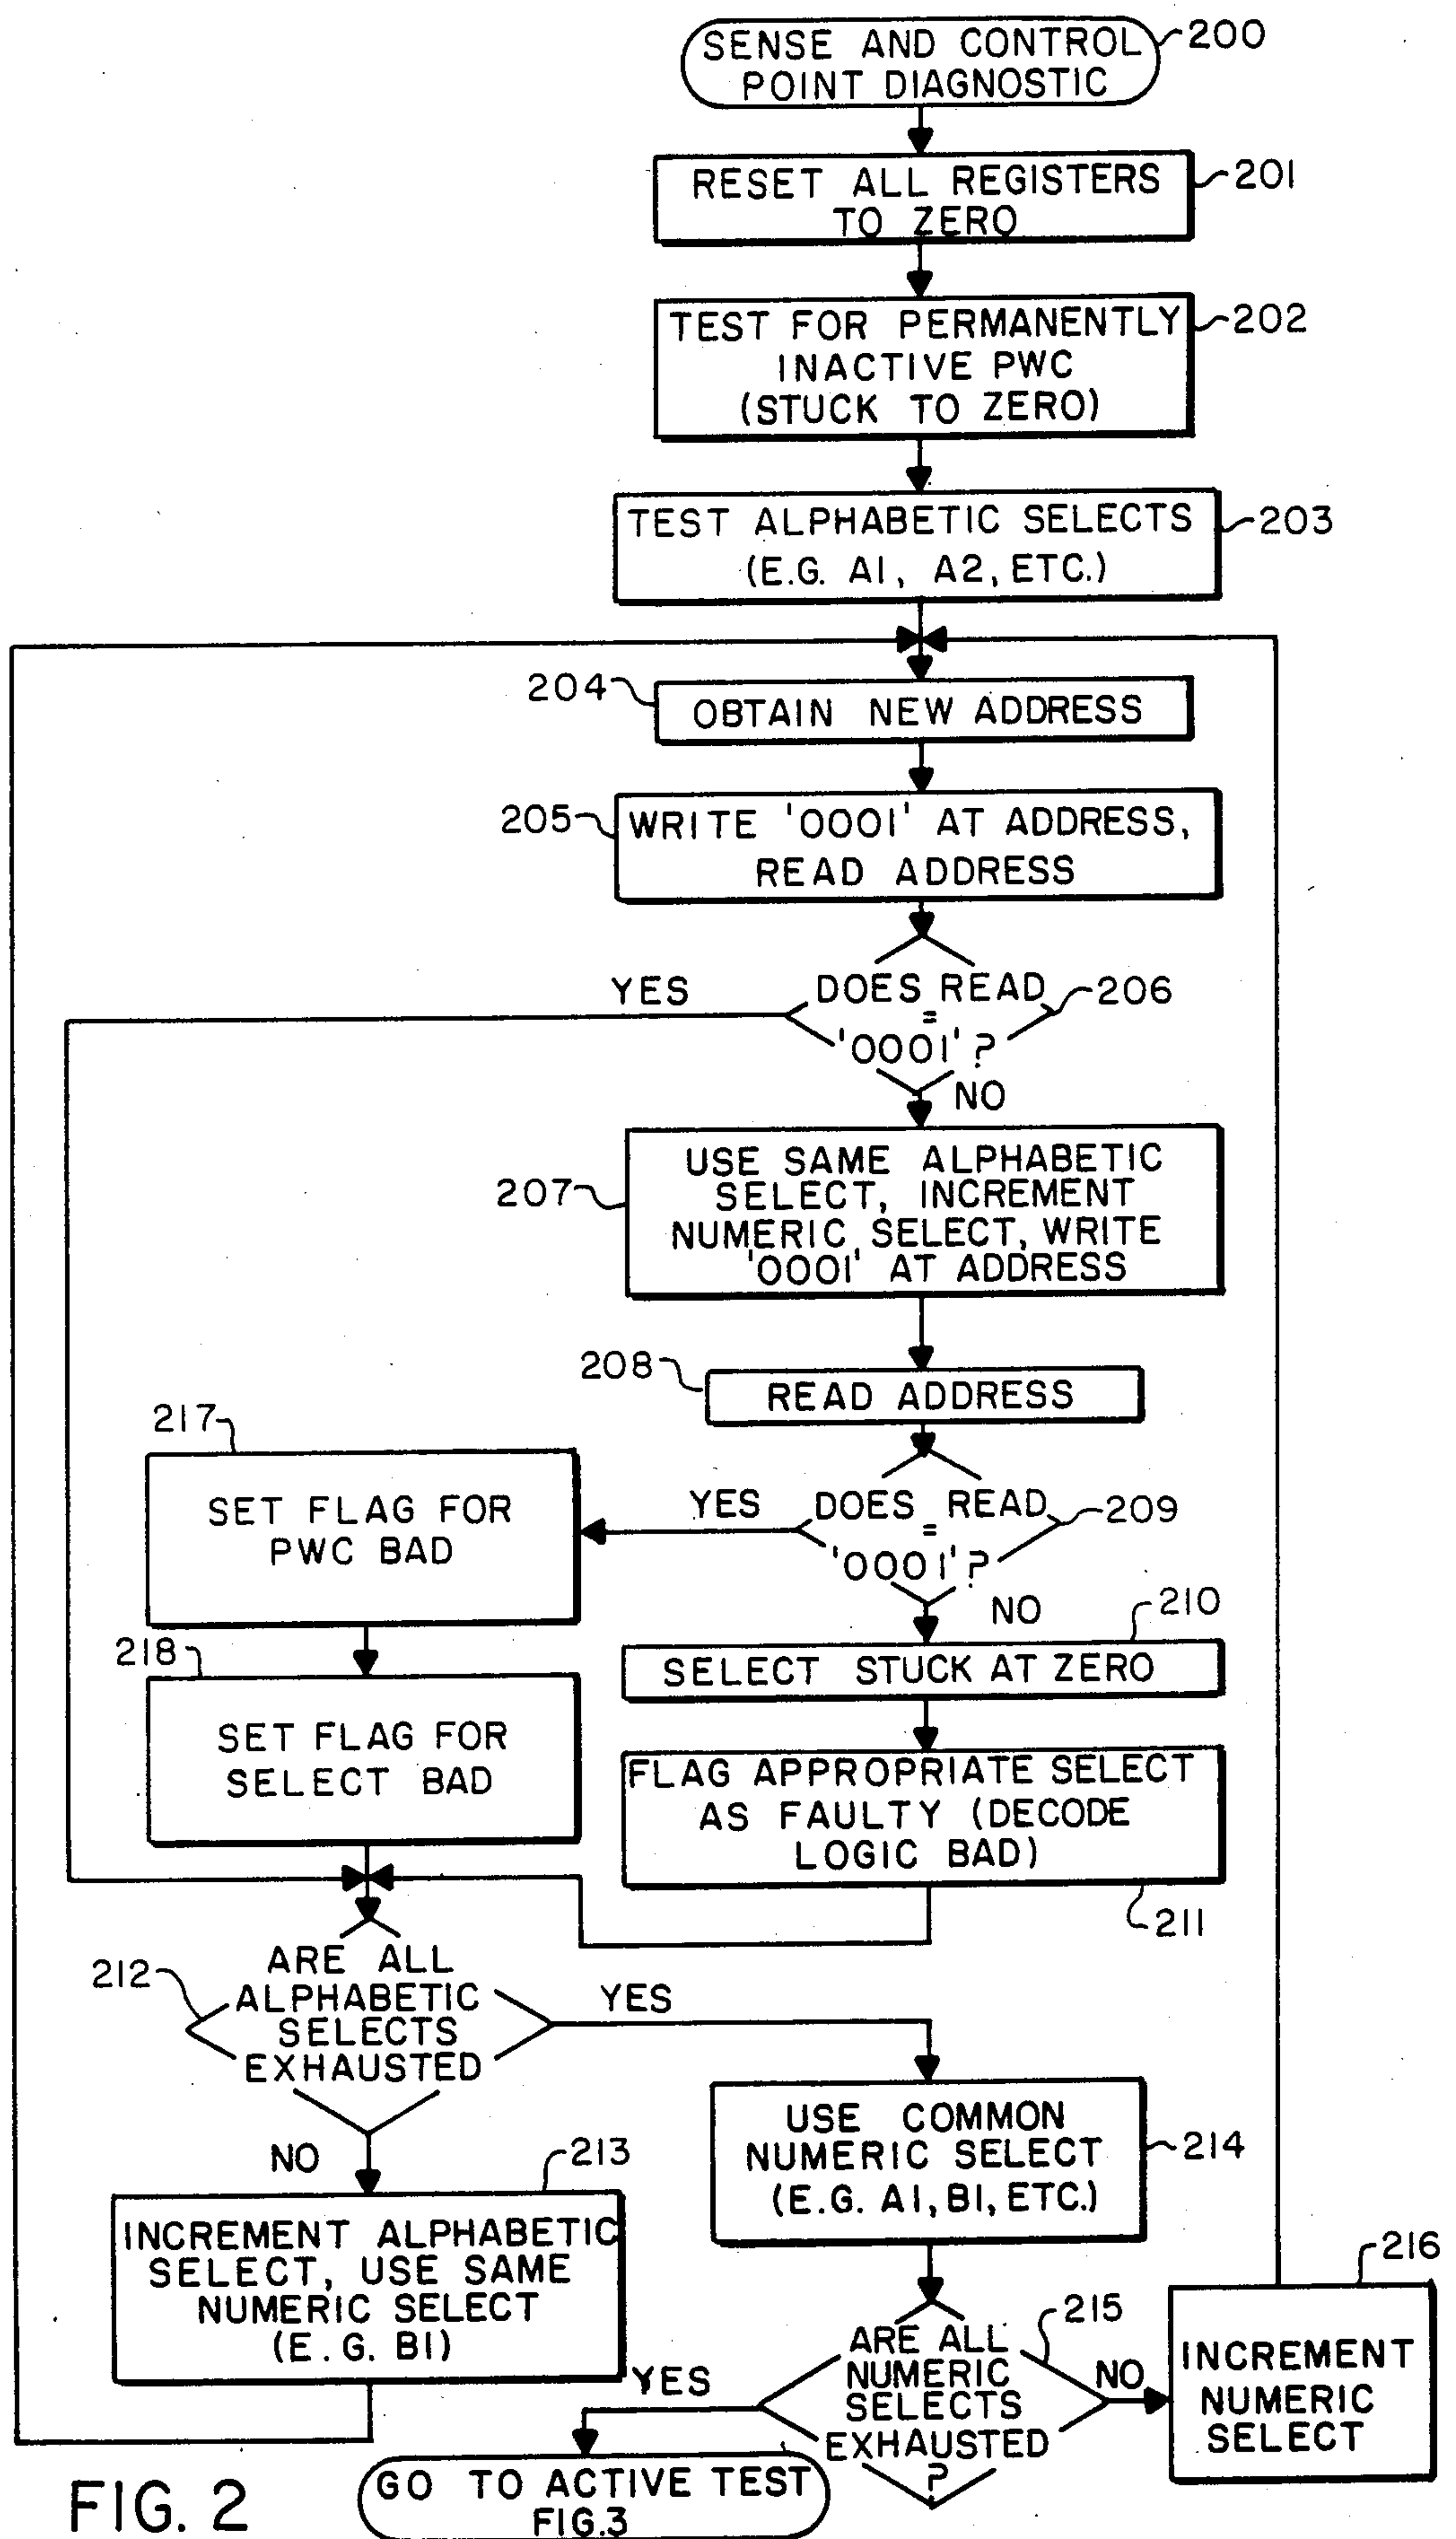 SENSE AND CONTROL
POINT DIAGNOSTIC
200
RESET ALL REGISTERS
TO ZERO
201
TEST FOR PERMANENTLY
INACTIVE PWC
(STUCK TO ZERO)
202
TEST ALPHABETIC SELECTS
(E.G. A1, A2, ETC.)
203
204
OBTAIN NEW ADDRESS
205
WRITE '0001' AT ADDRESS,
READ ADDRESS
YES
DOES READ
=
'0001'?
206
NO
207
USE SAME ALPHABETIC
SELECT, INCREMENT
NUMERIC SELECT, WRITE
'0001' AT ADDRESS
208
READ ADDRESS
217
SET FLAG FOR
PWC BAD
YES
DOES READ
=
'0001'?
209
NO
210
SELECT STUCK AT ZERO
218
SET FLAG FOR
SELECT BAD
FLAG APPROPRIATE SELECT
AS FAULTY (DECODE
LOGIC BAD)
211
212
ARE ALL
ALPHABETIC
SELECTS
EXHAUSTED
YES
NO
213
INCREMENT ALPHABETIC
SELECT, USE SAME
NUMERIC SELECT
(E.G. B1)
USE COMMON
NUMERIC SELECT
(E.G. A1, B1, ETC.)
214
215
ARE ALL
NUMERIC
SELECTS
EXHAUSTED
?
YES
NO
216
INCREMENT
NUMERIC
SELECT
GO TO ACTIVE TEST
FIG.3
FIG. 2